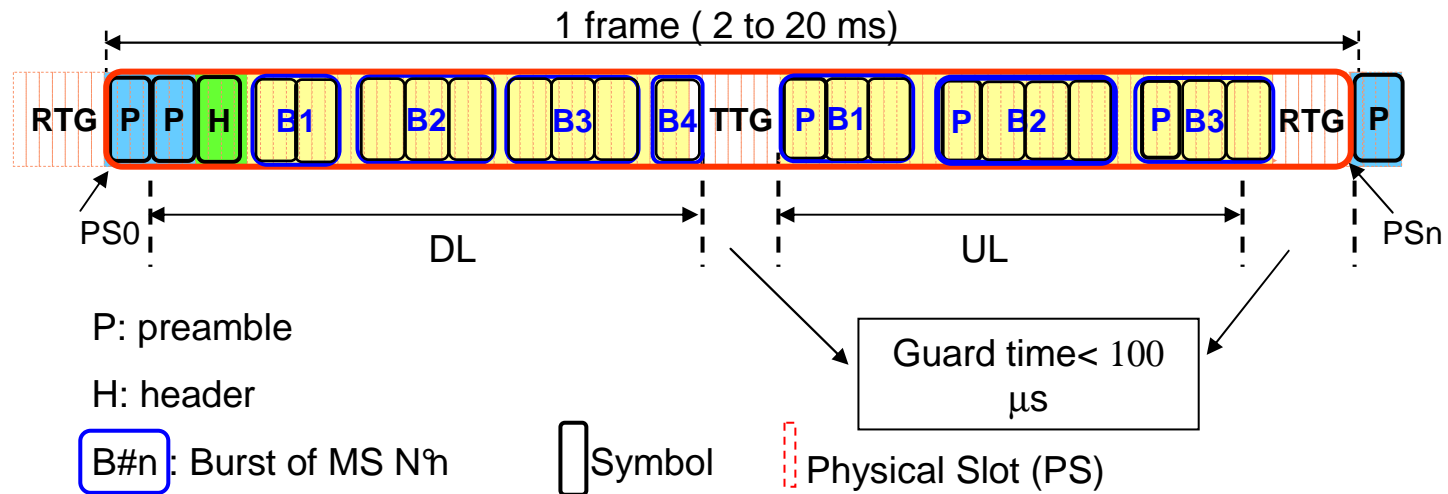 1 frame ( 2 to 20 ms)
RTG P P H B1 B2 B3 B4 TTG P B1 P B2 P B3 RTG P
PS0 DL UL PSn
P: preamble
Guard time< 100
µs
H: header
B#n : Burst of MS N°n Symbol Physical Slot (PS)